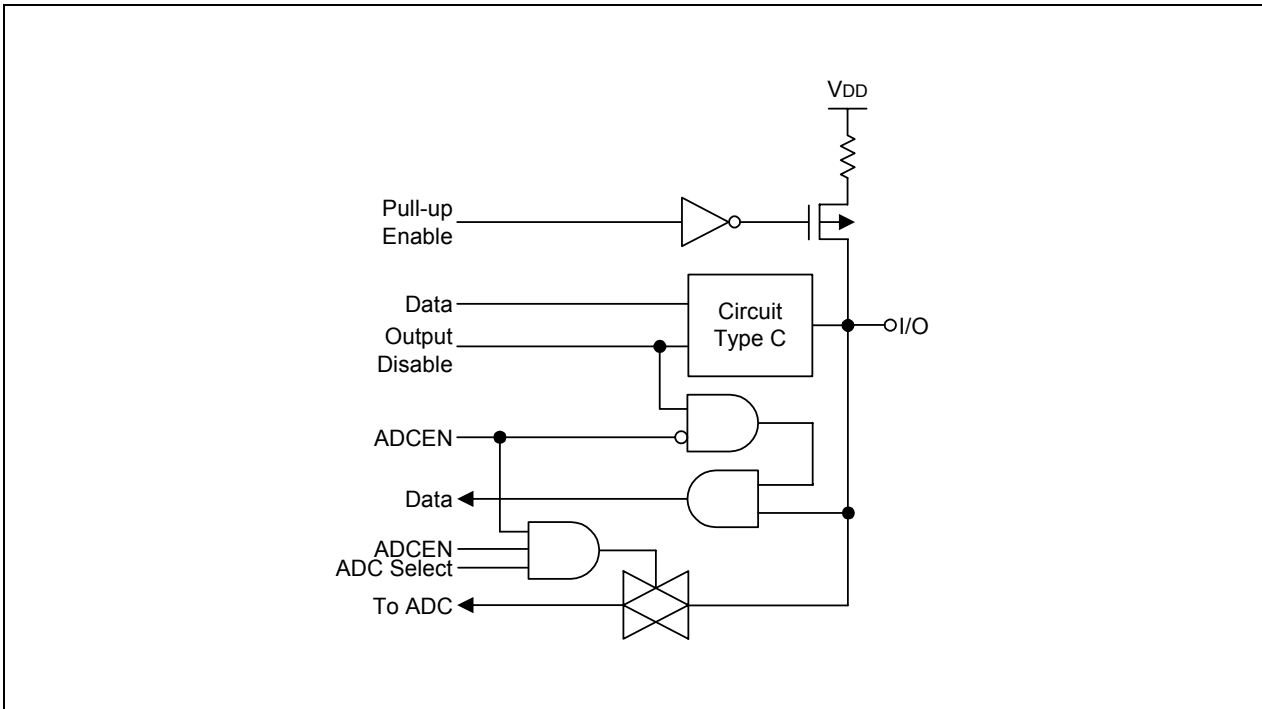 VDD
Pull-up
Enable
Data
Output
Disable
Circuit
Type C
I/O
ADCEN
Data
ADCEN
ADC Select
To ADC